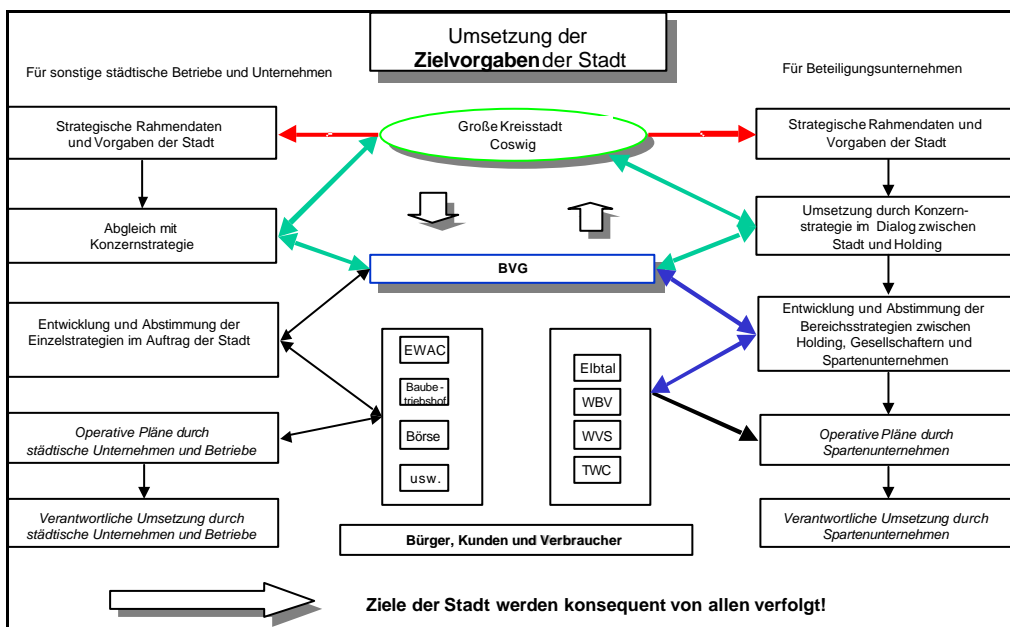 Umsetzung der
Zielvorgaben der Stadt
Für sonstige städtische Betriebe und Unternehmen
Für Beteiligungsunternehmen
Strategische Rahmendaten
und Vorgaben der Stadt
Große Kreisstadt
Coswig
Strategische Rahmendaten und
Vorgaben der Stadt
Abgleich mit
Konzernstrategie
Umsetzung durch Konzern-
strategie im Dialog zwischen
Stadt und Holding
BVG
Entwicklung und Abstimmung der
Einzelstrategien im Auftrag der Stadt
Entwicklung und Abstimmung der
Bereichsstrategien zwischen
Holding, Gesellschaftern und
Spartenunternehmen
EWAC
Baube-
triebshof
Börse
usw.
Elbtal
WBV
WVS
TWC
Operative Pläne durch
städtische Unternehmen und Betriebe
Operative Pläne durch
Spartenunternehmen
Verantwortliche Umsetzung durch
städtische Unternehmen und Betriebe
Verantwortliche Umsetzung durch
Spartenunternehmen
Bürger, Kunden und Verbraucher
Ziele der Stadt werden konsequent von allen verfolgt!